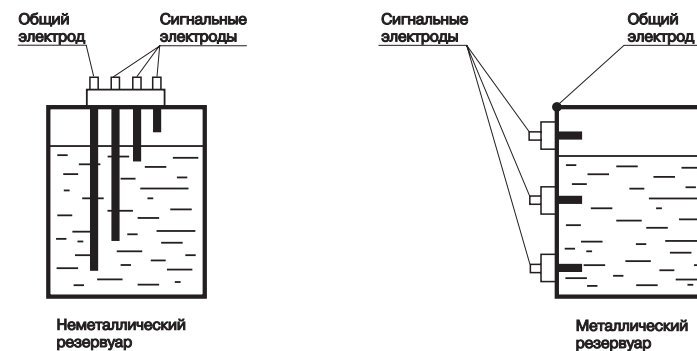 Общий
электрод
Сигнальные
электроды
Сигнальные
электроды
Общий
электрод
Неметаллический
резервуар
Металлический
резервуар